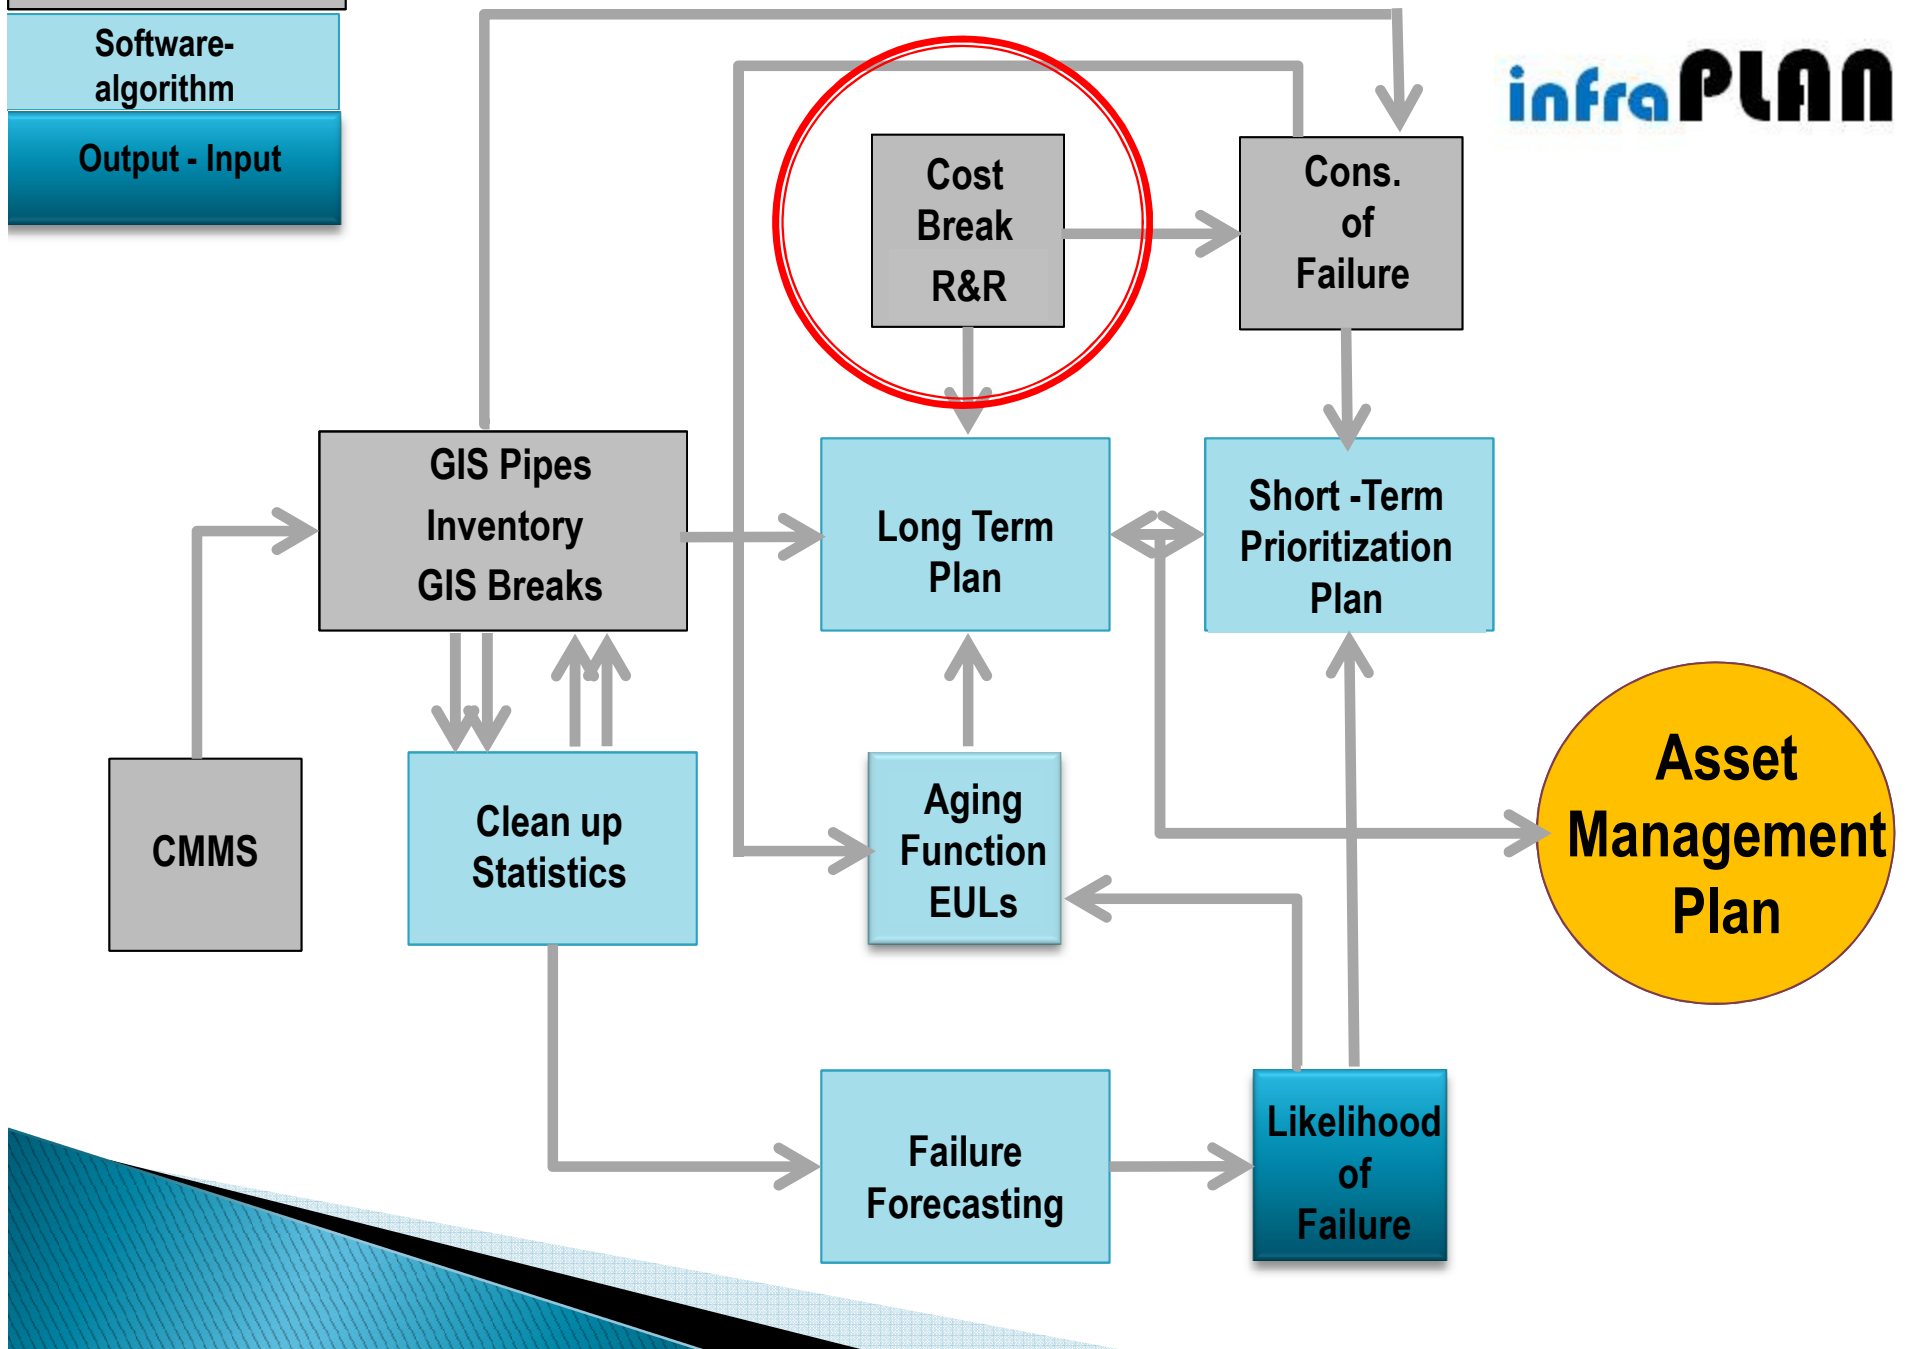 Software-
algorithm
Output - Input
infraPLAN
Cost
Break
R&R
Cons.
of
Failure
GIS Pipes
Inventory
GIS Breaks
Long Term
Plan
Short -Term
Prioritization
Plan
CMMS
Clean up
Statistics
Aging
Function
EULs
Asset
Management
Plan
Failure
Forecasting
Likelihood
of
Failure